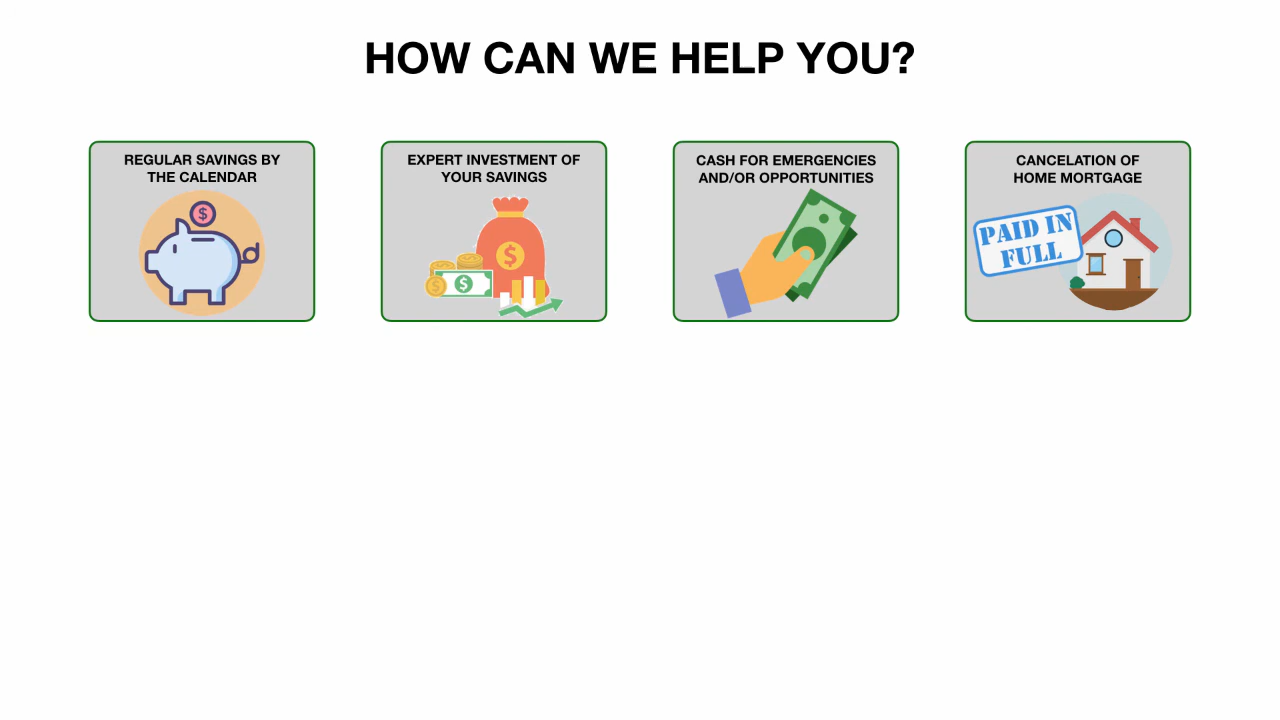 HOW CAN WE HELP YOU?
REGULAR SAVINGS BY
THE CALENDAR
$
EXPERT INVESTMENT OF
YOUR SAVINGS
$
$
$
CASH FOR EMERGENCIES
AND/OR OPPORTUNITIES
CANCELATION OF
HOME MORTGAGE
PAID IN
FULL